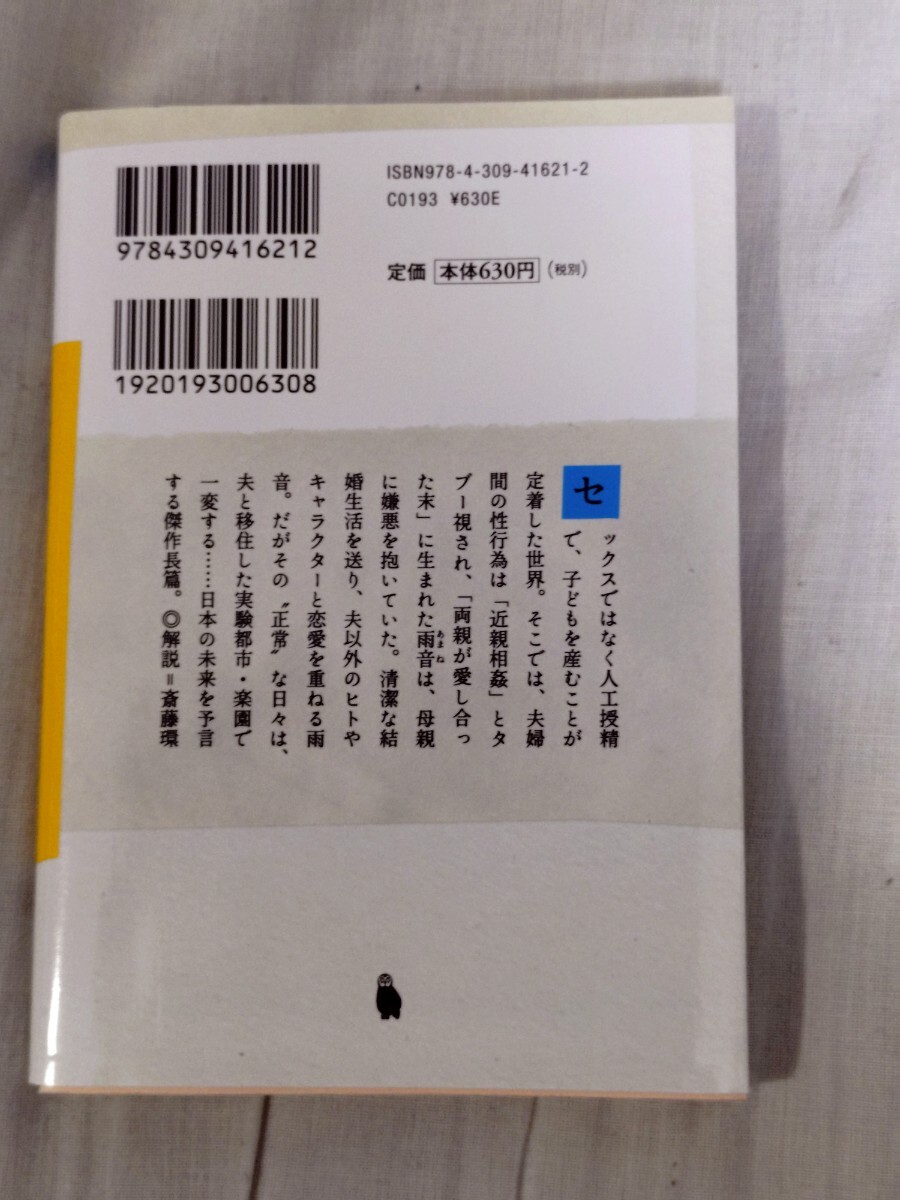 ISBN978-4-309-41621-2
C0193 ¥630E
9784309416212
定価 本体630円 (税別)
1920193006308
セックスではなく人工授精
で、子どもを産むことが
定着した世界。そこでは、夫婦
間の性行為は「近親相姦」とタ
ブー視され、「両親が愛し合っ
た末」に生まれた雨音は、母親
あまね
に嫌悪を抱いていた。清潔な結
婚生活を送り、夫以外のヒトや
キャラクターと恋愛を重ねる雨
音。だがその〝正常〟な日々は、
夫と移住した実験都市・楽園で
一変する……日本の未来を予言
する傑作長篇。◎解説=斎藤環